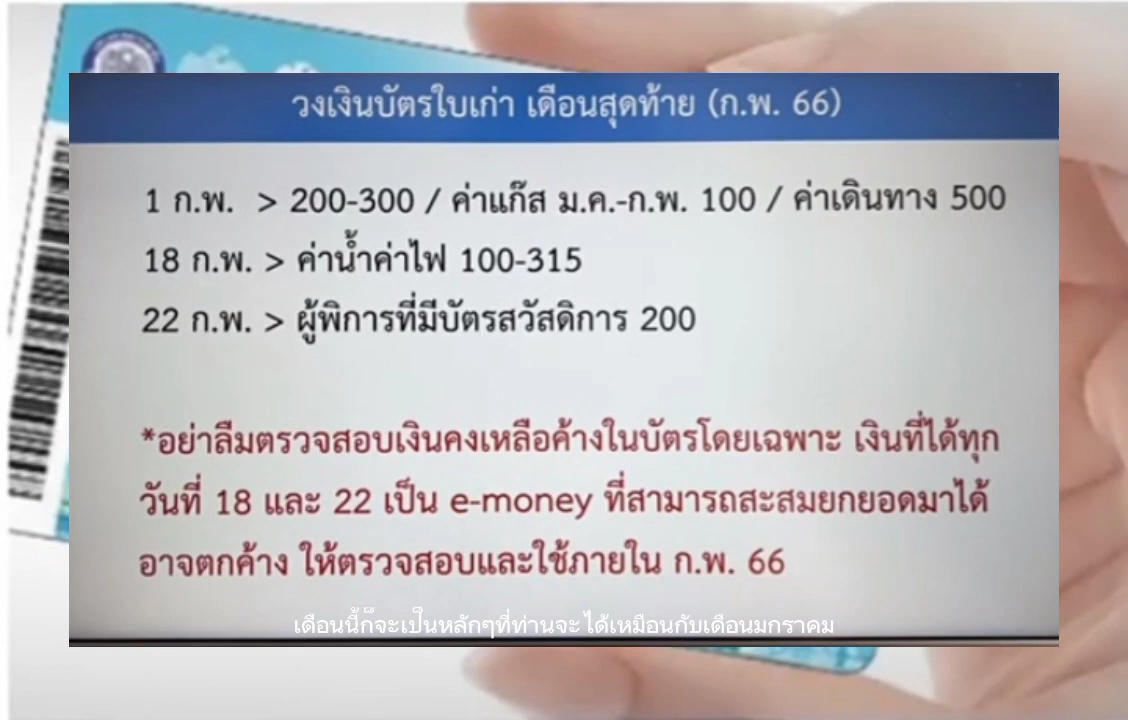 วงเงินบัตรใบเก่า เดือนสุดท้าย (ก.พ. 66)
1 ก.พ. > 200-300 / ค่าแก๊ส ม.ค.-ก.พ. 100 / ค่าเดินทาง 500
18 ก.พ. > ค่าน้ำค่าไฟ 100-315
22 ก.พ. > ผู้พิการที่มีบัตรสวัสดิการ 200
*อย่าลืมตรวจสอบเงินคงเหลือค้างในบัตรโดยเฉพาะ เงินที่ได้ทุก
วันที่ 18 และ 22 เป็น e-money ที่สามารถสะสมยกยอดมาได้
อาจตกค้าง ให้ตรวจสอบและใช้ภายใน ก.พ. 66
เดือนนี้ก็จะเป็นหลักๆที่ท่านจะ ได้เหมือนกับเดือนมกราคม